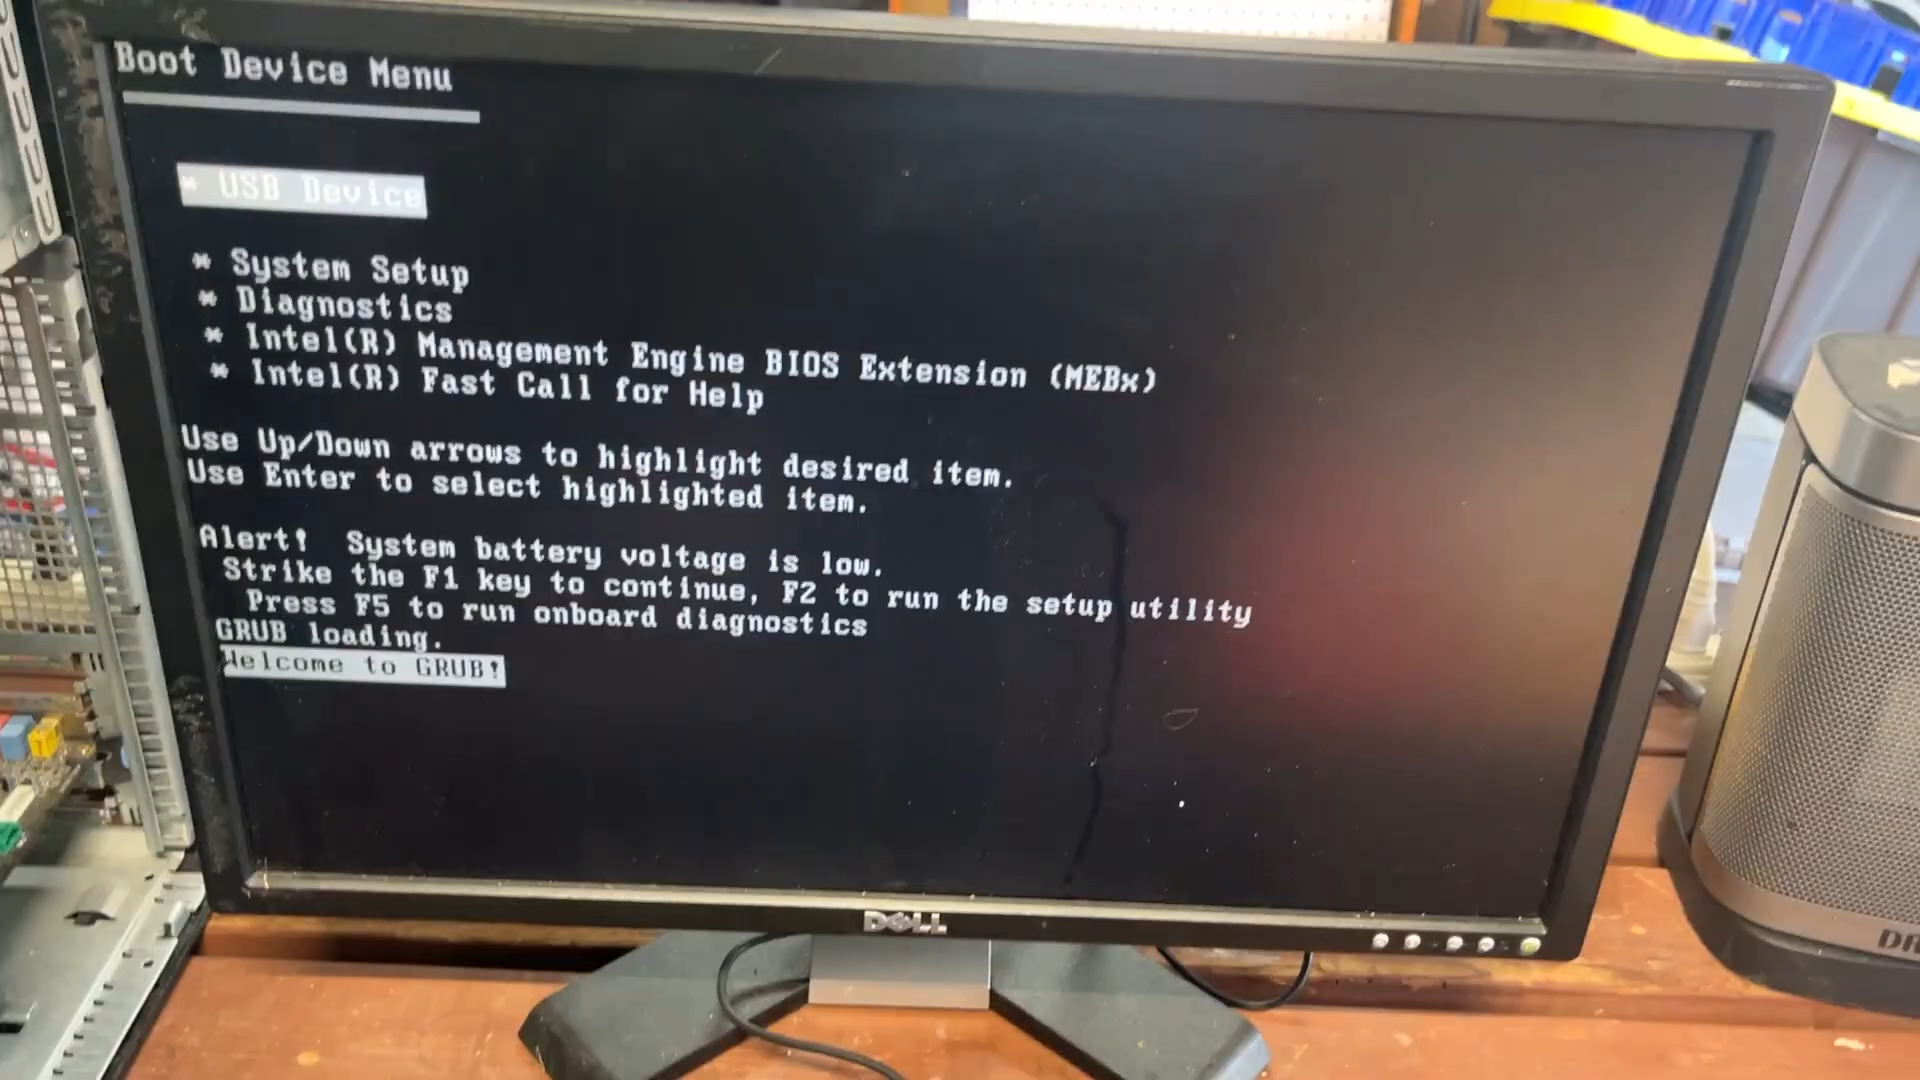 Boot Device Menu
* USB Device
* System Setup
* Diagnostics
* Intel(R) Management Engine BIOS Extension (MEBx)
* Intel(R) Fast Call for Help
Use Up/Down arrows to highlight desired item.
Use Enter to select highlighted item.
Alert! System battery voltage is low.
Strike the F1 key to continue, F2 to run the setup utility
Press F5 to run onboard diagnostics
GRUB loading.
Welcome to GRUB!
DELL